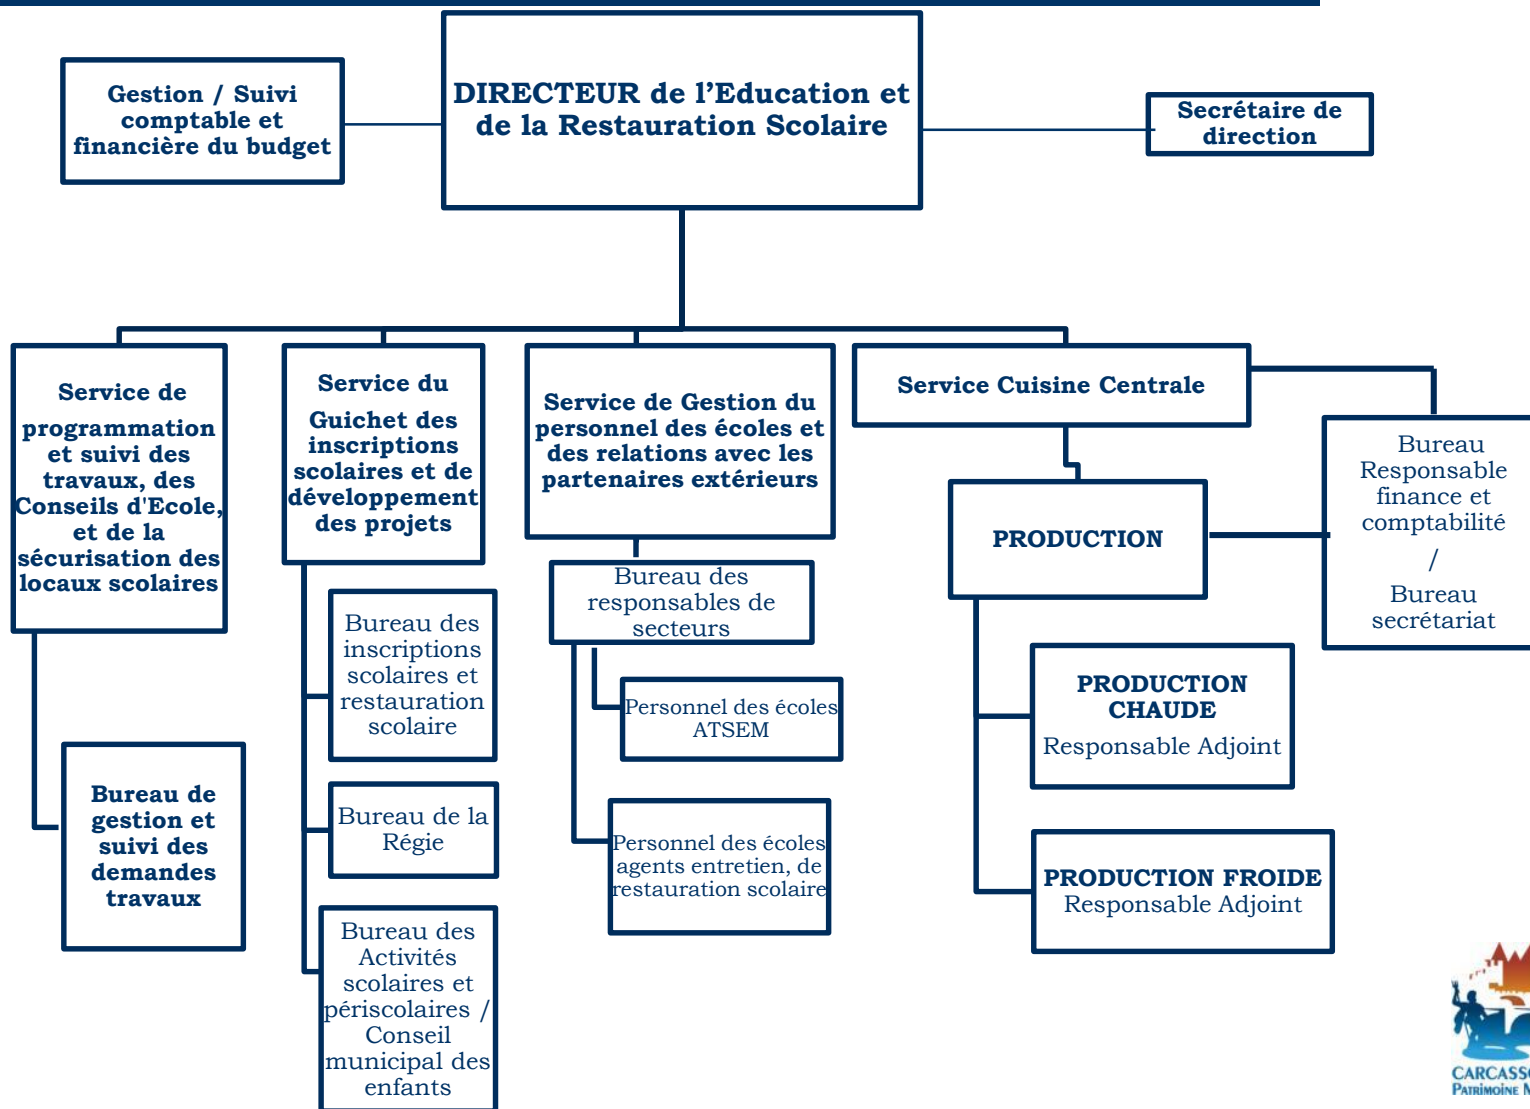 Gestion / Suivi
comptable et
financière du budget
DIRECTEUR de l’Education et
de la Restauration Scolaire
Secrétaire de
direction
Service de
programmation
et suivi des
travaux, des
Conseils d'Ecole,
et de la
sécurisation des
locaux scolaires
Bureau de
gestion et
suivi des
demandes
travaux
Service du
Guichet des
inscriptions
scolaires et de
développement
des projets
Bureau des
inscriptions
scolaires et
restauration
scolaire
Bureau de la
Régie
Bureau des
Activités
scolaires et
périscolaires /
Conseil
municipal des
enfants
Service de Gestion du
personnel des écoles et
des relations avec les
partenaires extérieurs
Bureau des
responsables de
secteurs
Personnel des écoles
ATSEM
Personnel des écoles
agents entretien, de
restauration scolaire
Service Cuisine Centrale
PRODUCTION
PRODUCTION
CHAUDE
Responsable Adjoint
PRODUCTION FROIDE
Responsable Adjoint
Bureau
Responsable
finance et
comptabilité
/
Bureau
secrétariat
PATRIMOINE